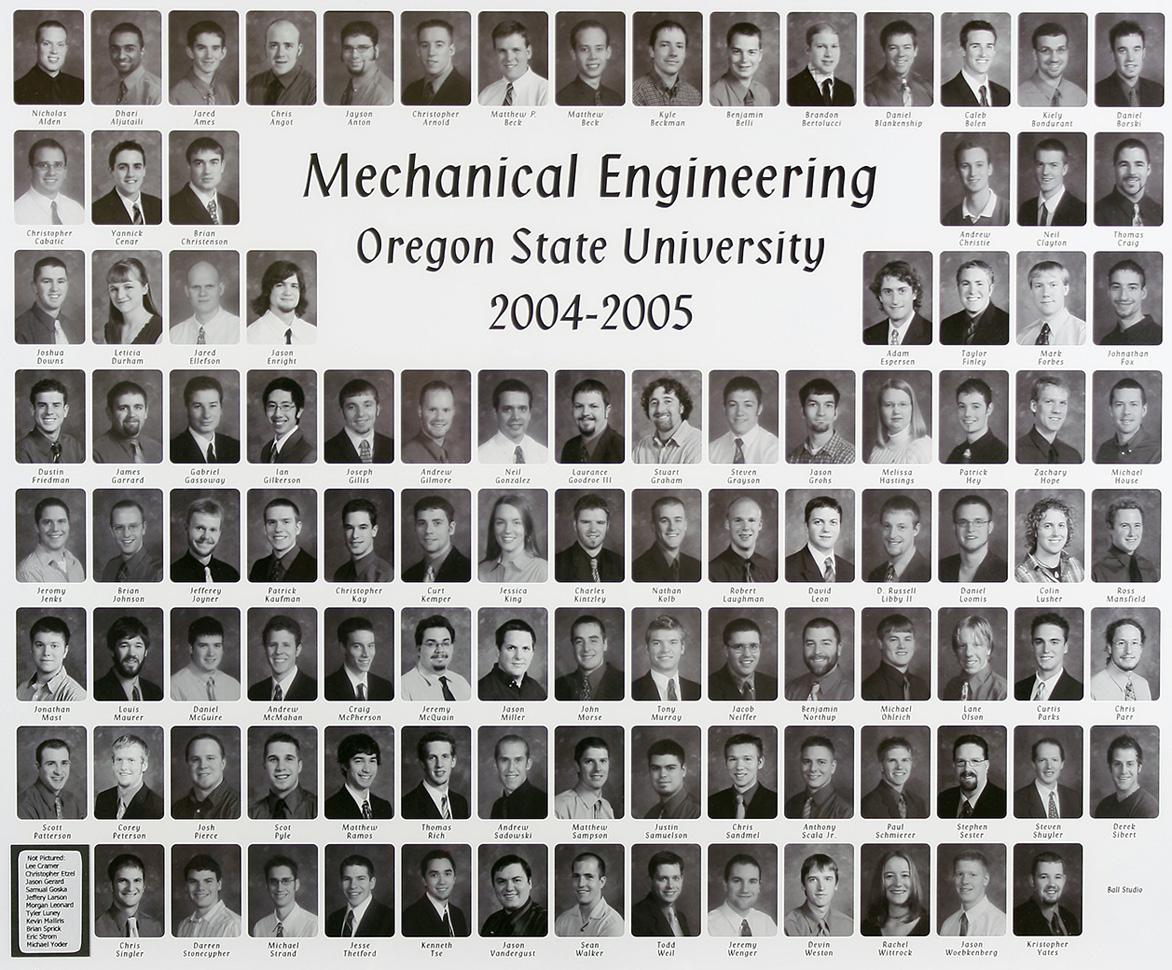 Nicholas Alden
Dhari Aljutaili
Jared Ames
Chris Angot
Jayson Anton
Christopher Arnold
Matthew P. Beck
Matthew Beck
Kyle Beckman
Benjamin Belli
Brandon Bertolucci
Daniel Blankenship
Caleb Bolen
Kiely Bondurant
Daniel Borski
Mechanical Engineering
Oregon State University
2004-2005
Christopher Cabatic
Yannick Cenar
Brian Christenson
Andrew Christie
Neil Clayton
Thomas Craig
Joshua Downs
Leticia Durham
Jared Ellefson
Jason Enright
Adam Espersen
Taylor Finley
Mark Forbes
Johnathan Fox
Dustin Friedman
James Garrard
Gabriel Gassoway
Ian Gilkerson
Joseph Gillis
Andrew Gilmore
Neil Gonzalez
Laurance Goodroe III
Stuart Graham
Steven Grayson
Jason Grohs
Melissa Hastings
Patrick Hey
Zachary Hope
Michael House
Jeromy Jenks
Brian Johnson
Jefferey Joyner
Patrick Kaufman
Christopher Kay
Curt Kemper
Jessica King
Charles Kintzley
Nathan Kolb
Robert Laughman
David Leon
D. Russell Libby II
Daniel Loomis
Colin Lusher
Ross Mansfield
Jonathan Mast
Louis Maurer
Daniel McGuire
Andrew McMahan
Craig McPherson
Jeremy McQuain
Jason Miller
John Morse
Tony Murray
Jacob Neiffer
Benjamin Northup
Michael Ohlrich
Lane Olson
Curtis Parks
Chris Parr
Scott Patterson
Corey Peterson
Josh Pierce
Scot Pyle
Matthew Ramos
Thomas Rich
Andrew Sadowski
Matthew Sampson
Justin Samuelson
Chris Sandmel
Anthony Scala Jr.
Paul Schmierer
Stephen Sester
Steven Shuyler
Derek Sibert
Not Pictured:
Lee Cramer
Christopher Etzel
Jason Gerard
Samual Goska
Jeffery Larson
Morgan Leonard
Tyler Luney
Kevin Mallris
Brian Sprick
Eric Strom
Michael Yoder
Chris Singler
Darren Stonecypher
Michael Strand
Jesse Thetford
Kenneth Tse
Jason Vandergust
Sean Walker
Todd Weil
Jeremy Wenger
Devin Weston
Rachel Wittrock
Jason Woebkenberg
Kristopher Yates
Ball Studio